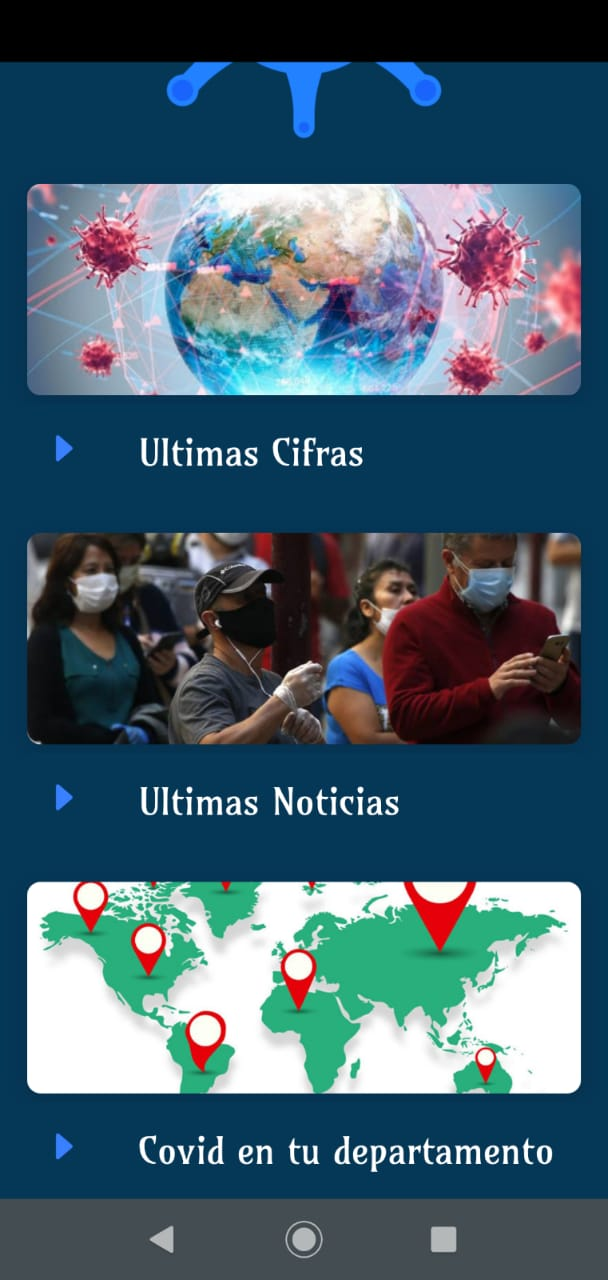 Ultimas Cifras
Ultimas Noticias
Covid en tu departamento